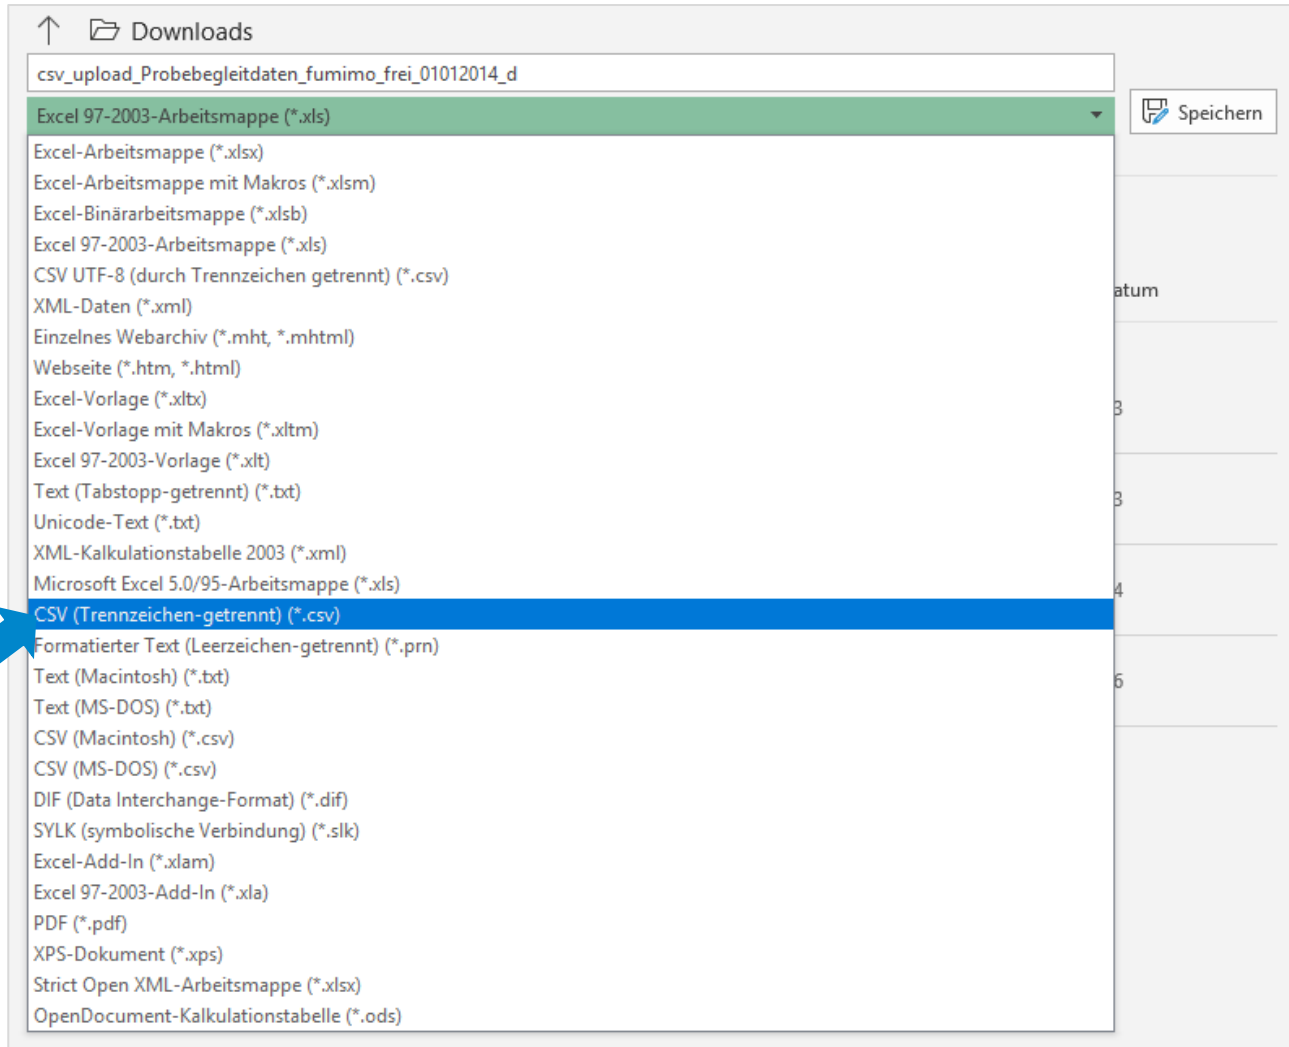 Downloads
csv_upload_Probebegleitdaten_fumimo_frei_01012014_d
Excel 97-2003-Arbeitsmappe (*.xls)
Speichern
Excel-Arbeitsmappe (*.xlsx)
Excel-Arbeitsmappe mit Makros (*.xlsm)
Excel-Binärarbeitsmappe (*.xlsb)
Excel 97-2003-Arbeitsmappe (*.xls)
CSV UTF-8 (durch Trennzeichen getrennt) (*.csv)
atum
XML-Daten (*.xml)
Einzelnes Webarchiv (*.mht, *.mhtml)
Webseite (*.htm, *.html)
Excel-Vorlage (*.xltx)
3
Excel-Vorlage mit Makros (*.xltm)
Excel 97-2003-Vorlage (*.xlt)
Text (Tabstopp-getrennt) (*.txt)
3
Unicode-Text (*.txt)
XML-Kalkulationstabelle 2003 (*.xml)
Microsoft Excel 5.0/95-Arbeitsmappe (*.xls)
4
CSV (Trennzeichen-getrennt) (*.csv)
Formatierter Text (Leerzeichen-getrennt) (*.prn)
Text (Macintosh) (*.txt)
6
Text (MS-DOS) (*.txt)
CSV (Macintosh) (*.csv)
CSV (MS-DOS) (*.csv)
DIF (Data Interchange-Format) (*.dif)
SYLK (symbolische Verbindung) (*.slk)
Excel-Add-In (*.xlam)
Excel 97-2003-Add-In (*.xla)
PDF (*.pdf)
XPS-Dokument (*.xps)
Strict Open XML-Arbeitsmappe (*.xlsx)
OpenDocument-Kalkulationstabelle (*.ods)